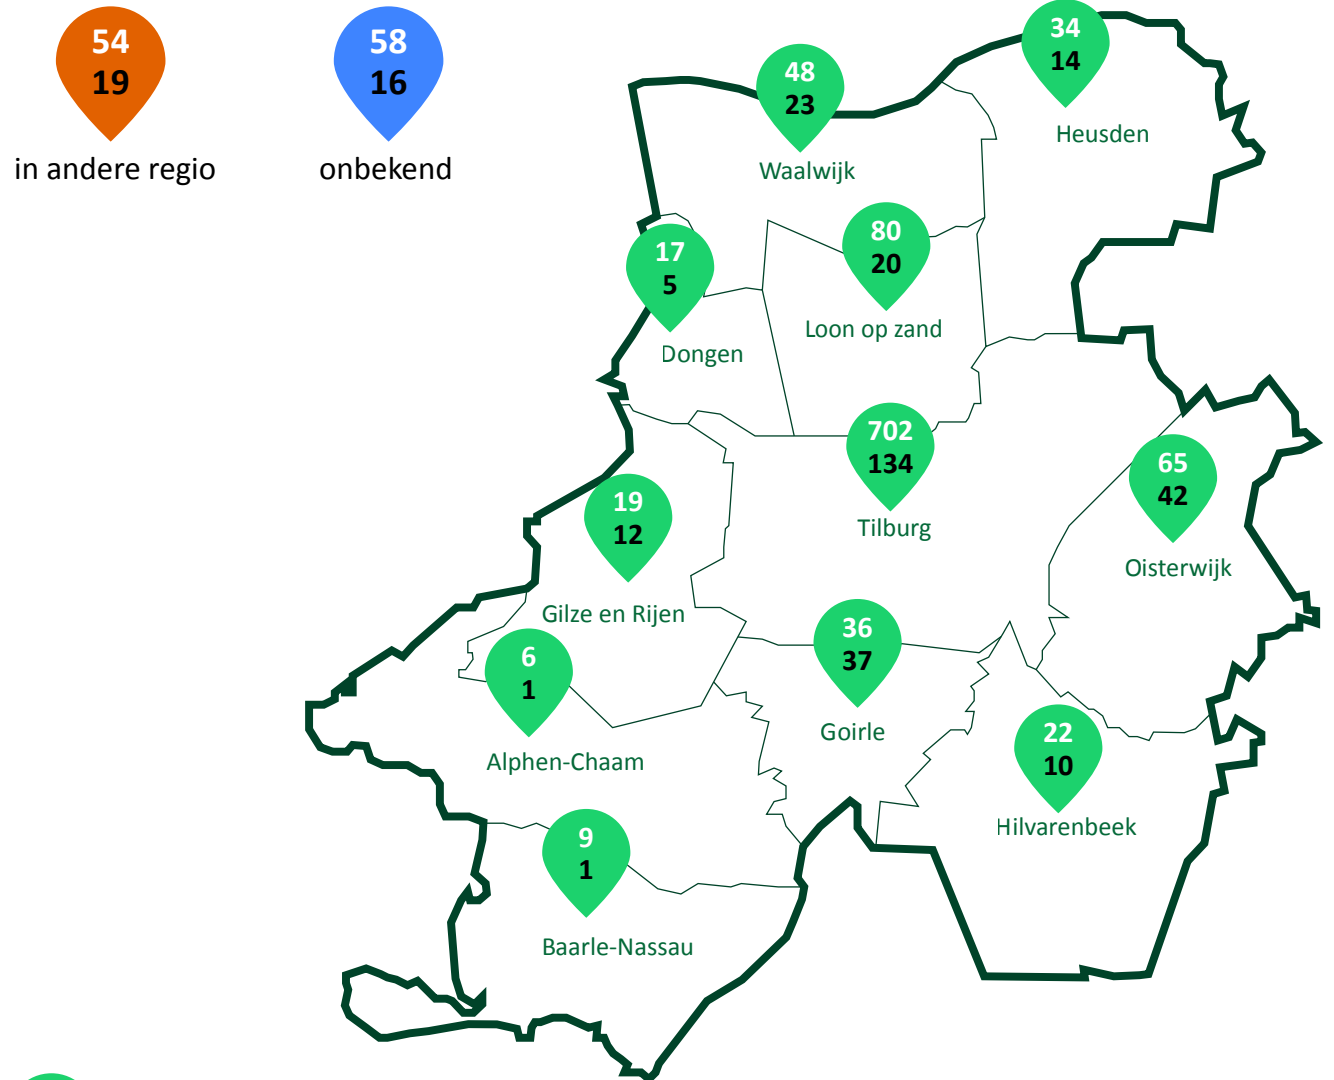 54
19
in andere regio
58
16
onbekend
34
14
Heusden
48
23
Waalwijk
80
20
Loon op zand
17
5
Dongen
702
134
Tilburg
65
42
Oisterwijk
19
12
Gilze en Rijen
36
37
Goirle
6
1
Alphen-Chaam
22
10
Hilvarenbeek
9
1
Baarle-Nassau